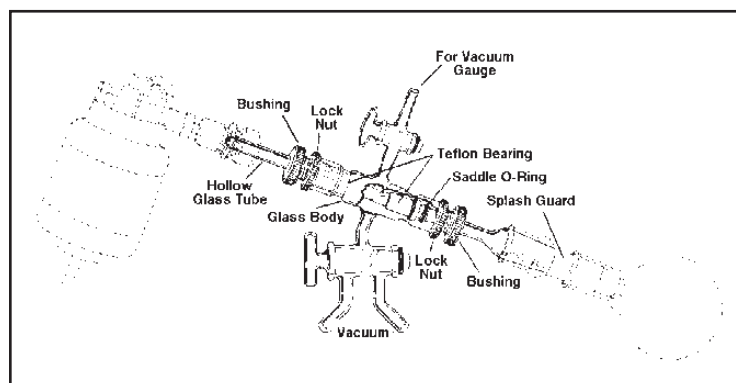 For Vacuum
Gauge
Bushing
Lock
Nut
Teflon Bearing
Saddle O-Ring
Hollow
Glass Tube
Glass Body
Splash Guard
Lock
Nut
Bushing
Vacuum